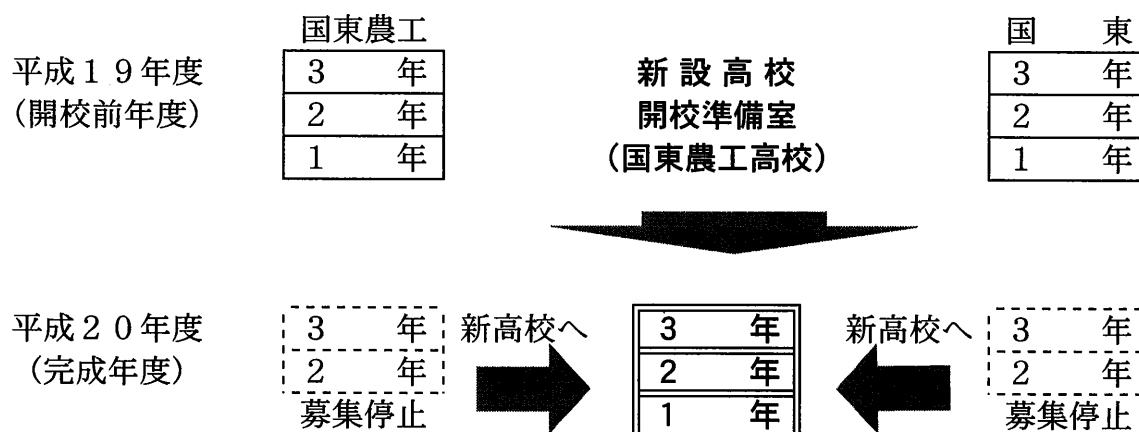 国東農工
国　　東
平成１９年度
（開校前年度）
3　　年
2　　年
1　　年
新設高校
開校準備室
（国東農工高校）
3　　年
2　　年
1　　年
平成２０年度
（完成年度）
3　　年
2　　年
募集停止
新高校へ
3　　年
2　　年
1　　年
新高校へ
3　　年
2　　年
募集停止